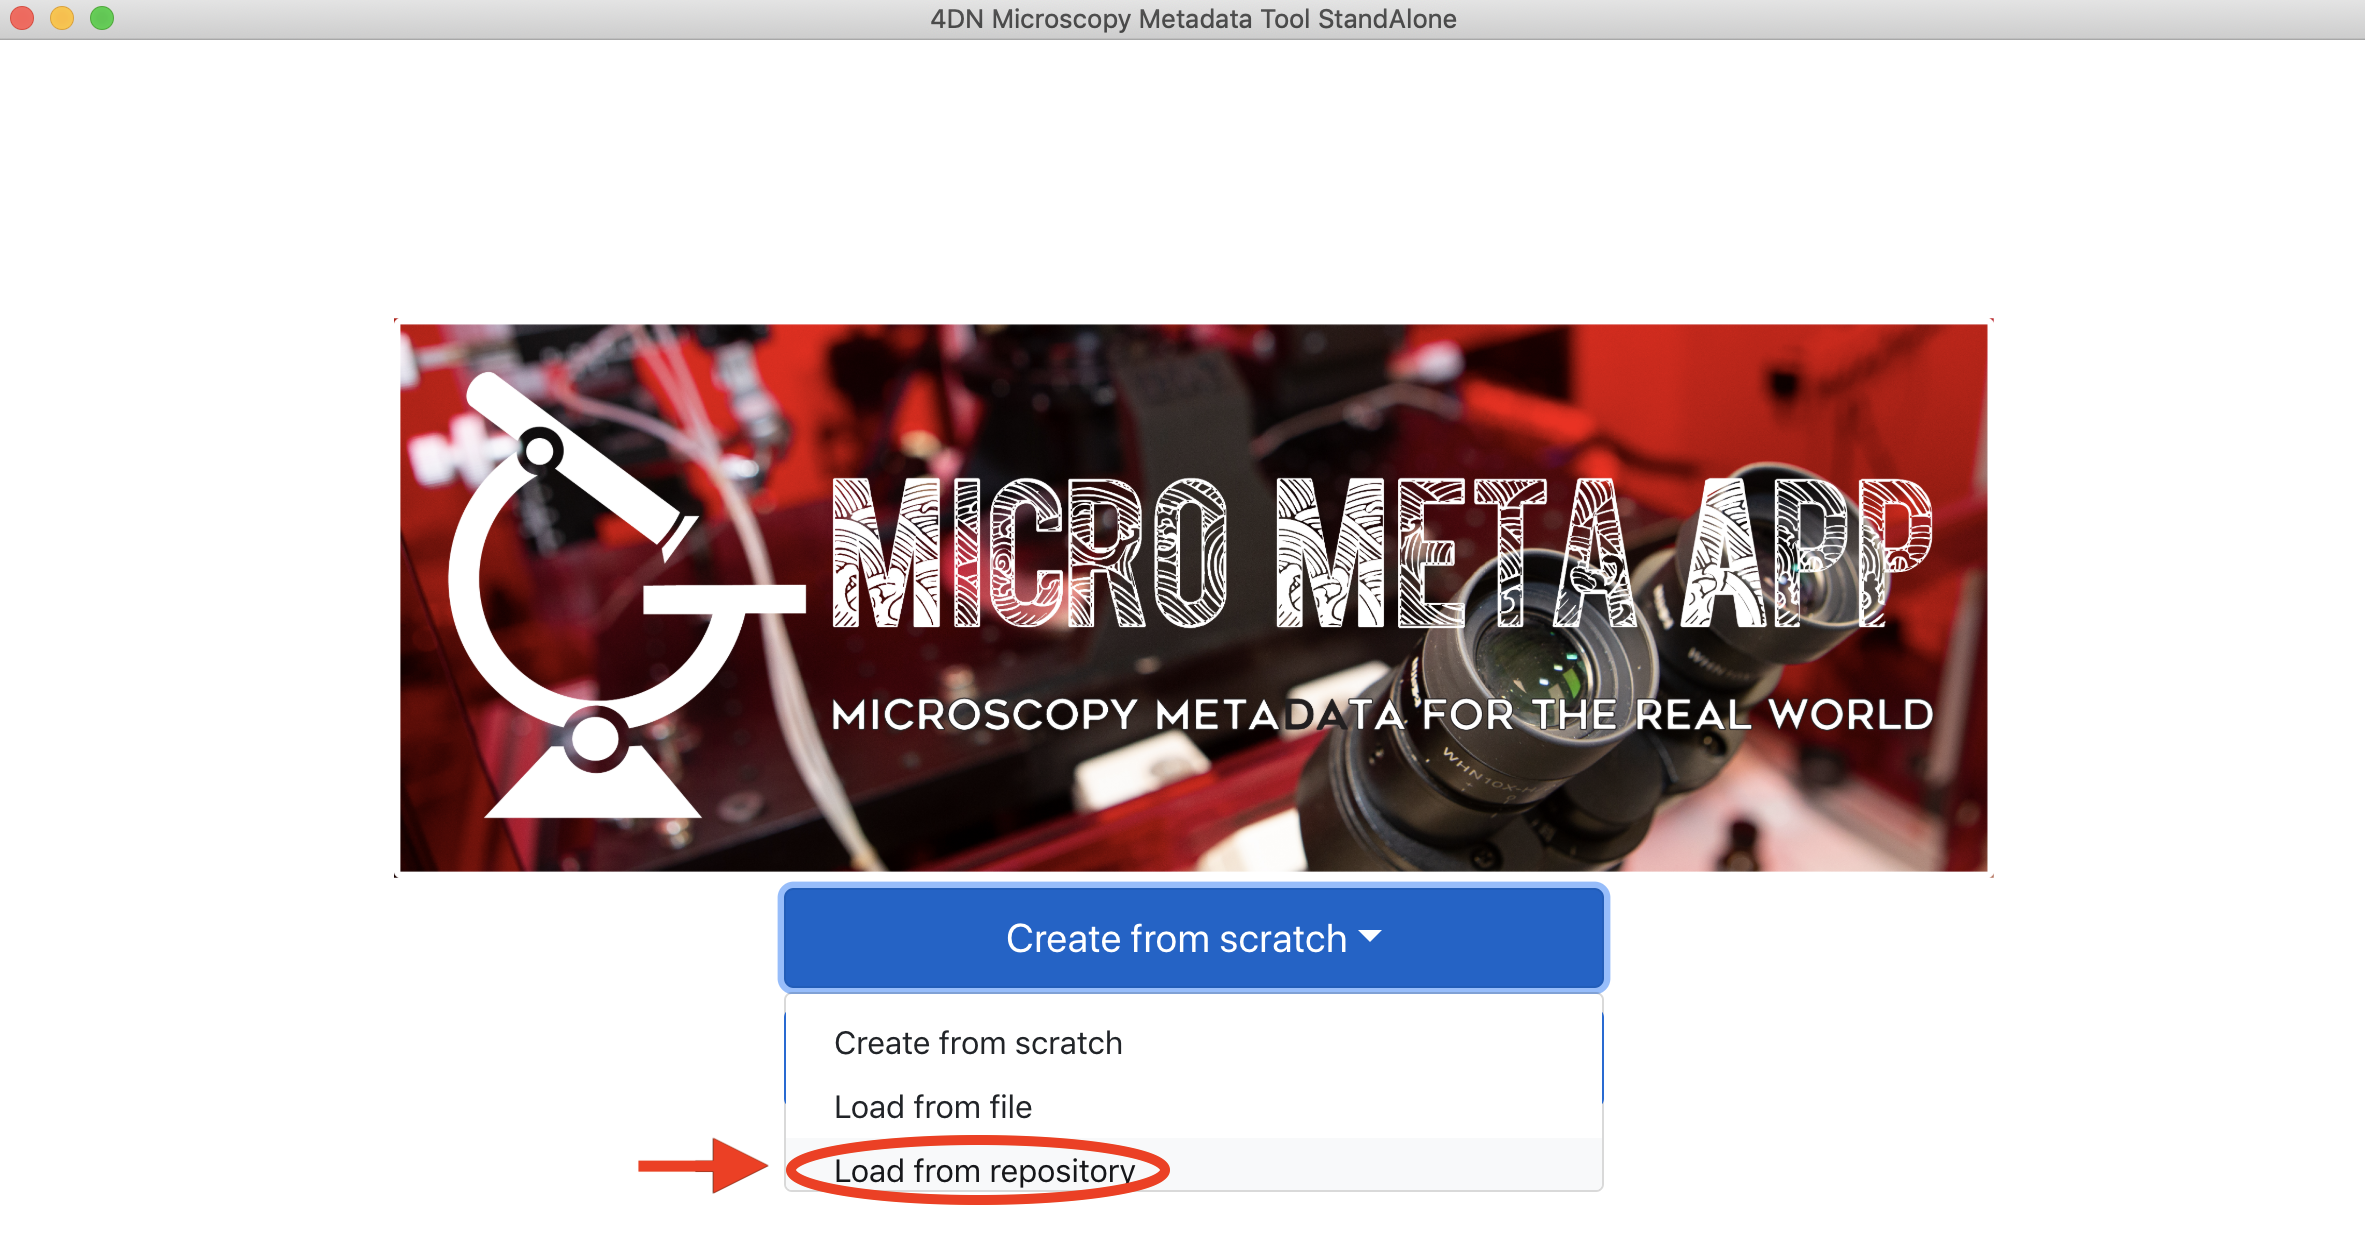 4DN Microscopy Metadata Tool StandAlone
MICRO META APP
MICROSCOPY METADATA FOR THE REAL WORLD
Create from scratch
Create from scratch
Load from file
Load from repository